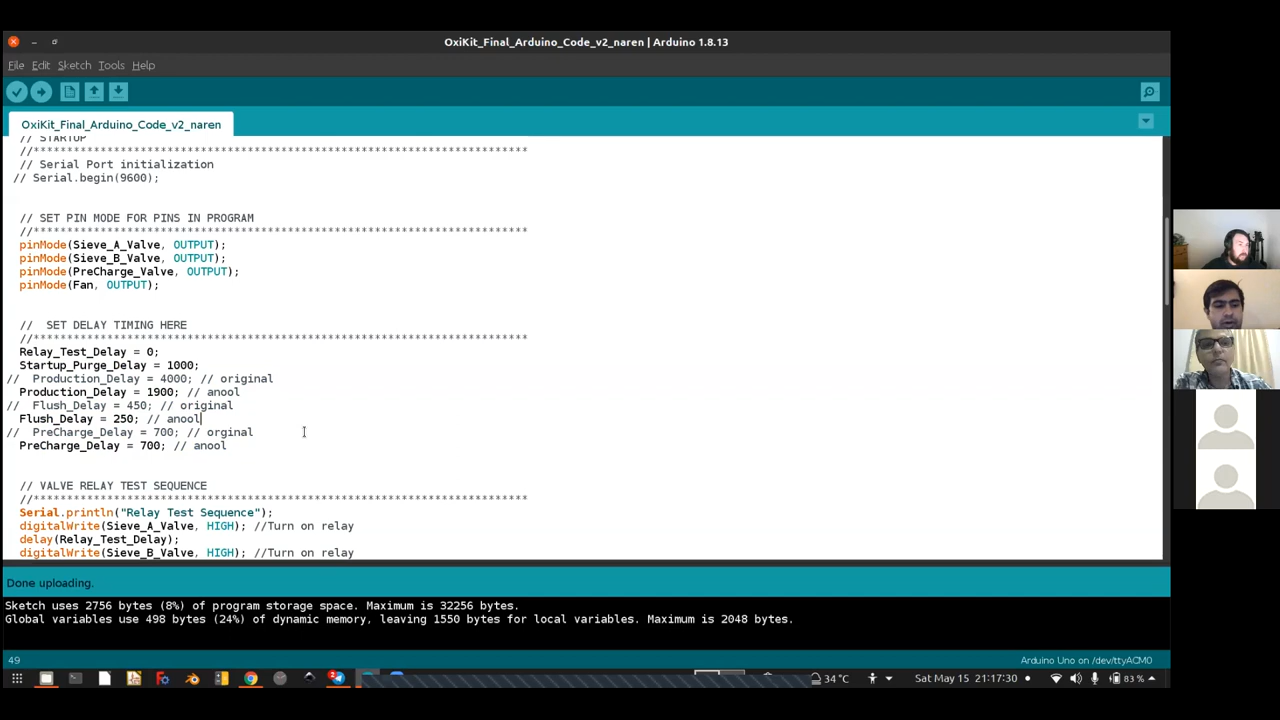 OxiKit_Final_Arduino_Code_v2_naren | Arduino 1.8.13
File Edit Sketch Tools Help
OxiKit_Final_Arduino_Code_v2_naren
// STARTUP
//**************************************************************************
// Serial Port initialization
// Serial.begin(9600);
// SET PIN MODE FOR PINS IN PROGRAM
//**************************************************************************
pinMode(Sieve_A_Valve, OUTPUT);
pinMode(Sieve_B_Valve, OUTPUT);
pinMode(PreCharge_Valve, OUTPUT);
pinMode(Fan, OUTPUT);
//  SET DELAY TIMING HERE
//**************************************************************************
Relay_Test_Delay = 0;
Startup_Purge_Delay = 1000;
//  Production_Delay = 4000; // original
Production_Delay = 1900; // anool
//  Flush_Delay = 450; // original
Flush_Delay = 250; // anool
//  PreCharge_Delay = 700; // orginal
PreCharge_Delay = 700; // anool
// VALVE RELAY TEST SEQUENCE
//**************************************************************************
Serial.println("Relay Test Sequence");
digitalWrite(Sieve_A_Valve, HIGH); //Turn on relay
delay(Relay_Test_Delay);
digitalWrite(Sieve_B_Valve, HIGH); //Turn on relay
Done uploading.
Sketch uses 2756 bytes (8%) of program storage space. Maximum is 32256 bytes.
Global variables use 498 bytes (24%) of dynamic memory, leaving 1550 bytes for local variables. Maximum is 2048 bytes.
49 Arduino Uno on /dev/ttyACM0
34 °C Sat May 15 21:17:30 83 %